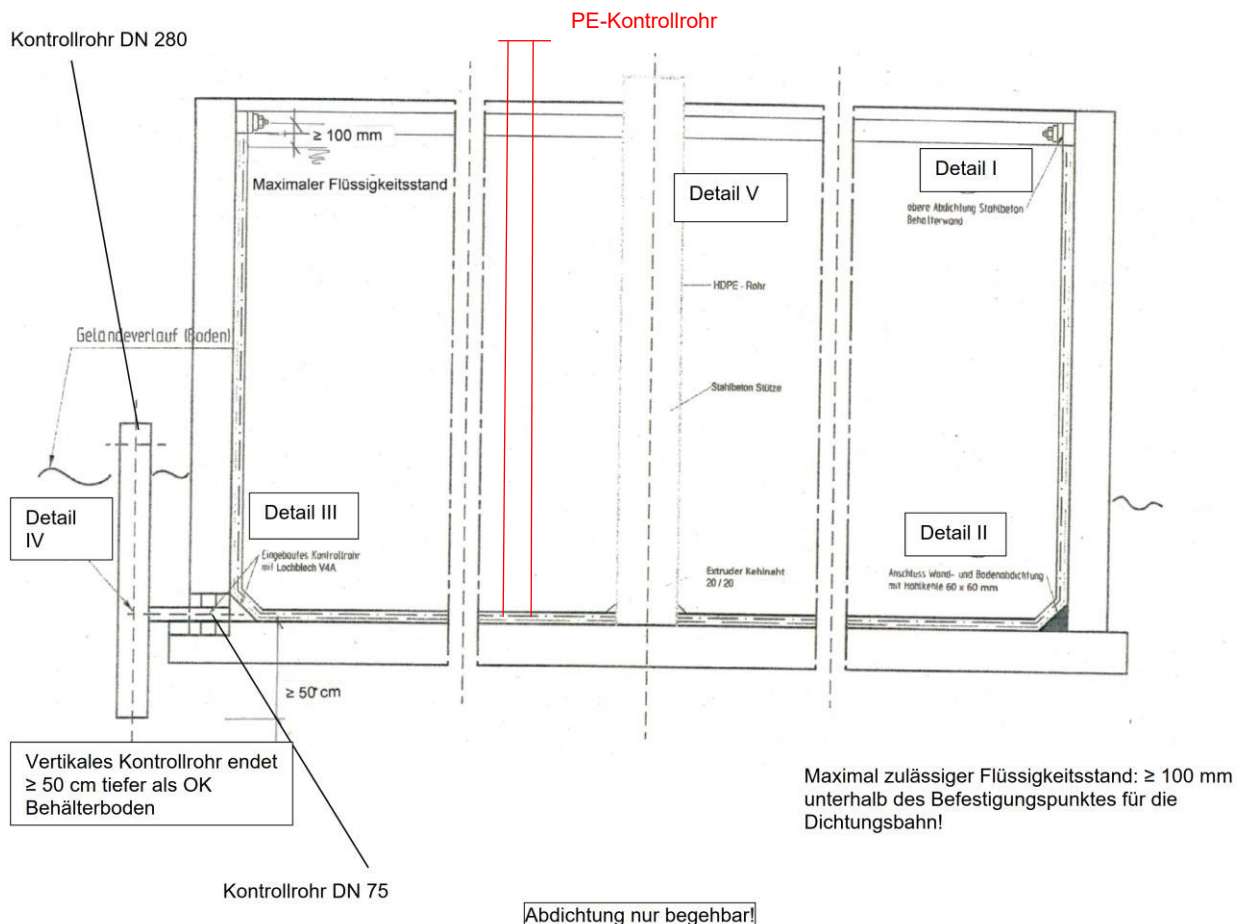 PE-Kontrollrohr
Kontrollrohr DN 280
≥ 100 mm
Maximaler Flüssigkeitsstand
Detail V
Detail I
obere Abdichtung Stahlbeton
Behälterwand
HDPE - Rohr
Geländeverlauf (Boden)
Stahlbeton Stütze
Detail
IV
Detail III
Eingebautes Kontrollrohr
mit Lochblech V4A
Detail II
Anschluss Wand- und Bodenabdichtung
mit Hohlkehle 60 x 60 mm
Extruder Kehlnaht
20 / 20
≥ 50 cm
Vertikales Kontrollrohr endet
≥ 50 cm tiefer als OK
Behälterboden
Maximal zulässiger Flüssigkeitsstand: ≥ 100 mm
unterhalb des Befestigungspunktes für die
Dichtungsbahn!
Kontrollrohr DN 75
Abdichtung nur begehbar!